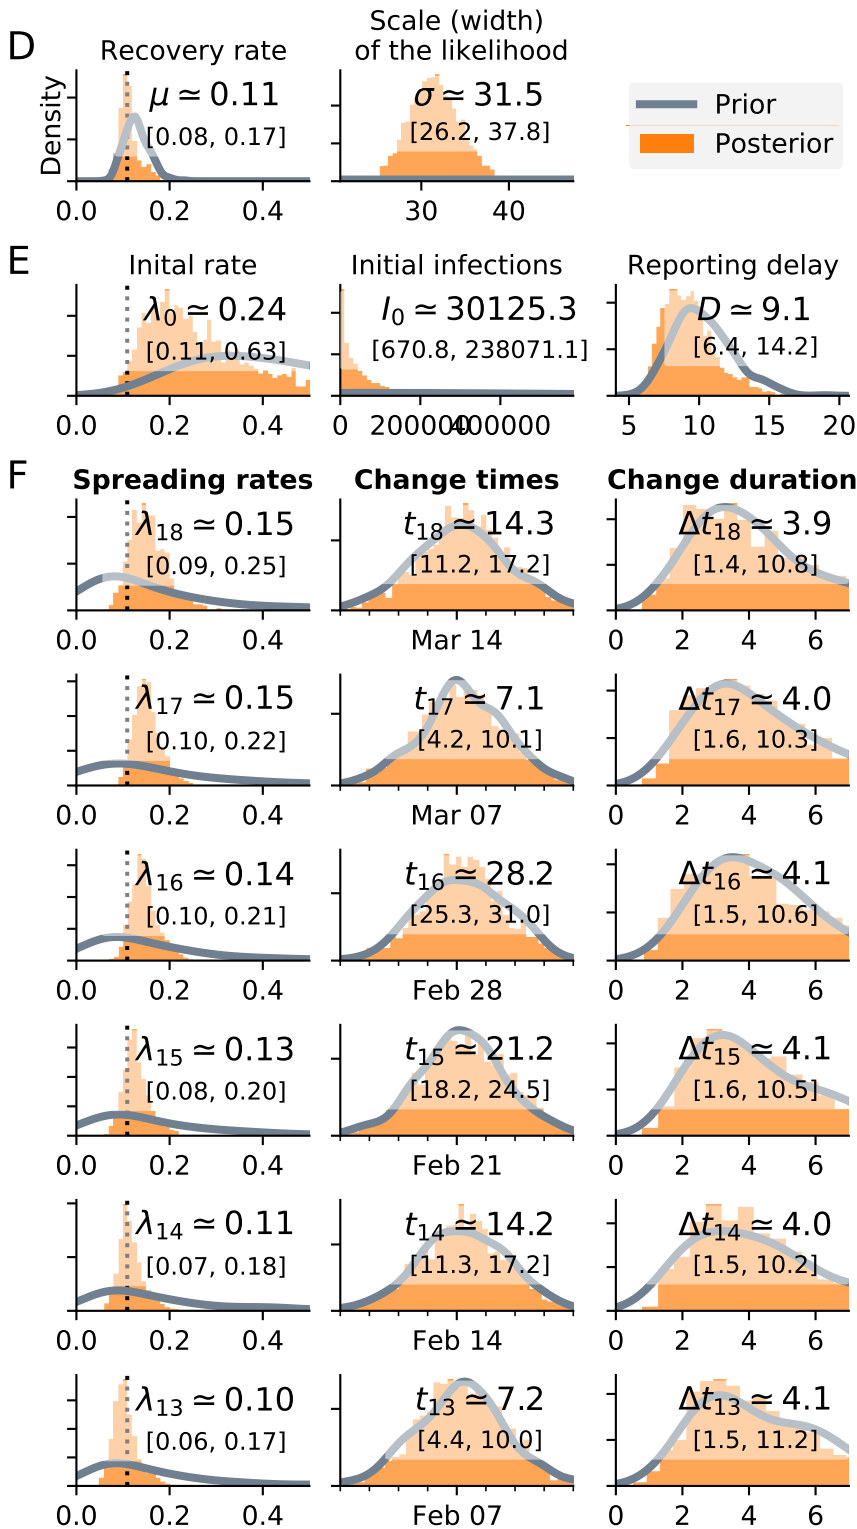 D
Recovery rate
Scale (width)
of the likelihood
Density
μ ≃ 0.11
[0.08, 0.17]
0.0 0.2 0.4
σ ≃ 31.5
[26.2, 37.8]
30 40
Prior
Posterior
E
Inital rate
λ0 ≃ 0.24
[0.11, 0.63]
0.0 0.2 0.4
Initial infections
I0 ≃ 30125.3
[670.8, 238071.1]
0 200000 400000
Reporting delay
D ≃ 9.1
[6.4, 14.2]
5 10 15 20
F
Spreading rates Change times Change duration
λ18 ≃ 0.15
[0.09, 0.25]
0.0 0.2 0.4
t18 ≃ 14.3
[11.2, 17.2]
Mar 14
Δt18 ≃ 3.9
[1.4, 10.8]
0 2 4 6
λ17 ≃ 0.15
[0.10, 0.22]
0.0 0.2 0.4
t17 ≃ 7.1
[4.2, 10.1]
Mar 07
Δt17 ≃ 4.0
[1.6, 10.3]
0 2 4 6
λ16 ≃ 0.14
[0.10, 0.21]
0.0 0.2 0.4
t16 ≃ 28.2
[25.3, 31.0]
Feb 28
Δt16 ≃ 4.1
[1.5, 10.6]
0 2 4 6
λ15 ≃ 0.13
[0.08, 0.20]
0.0 0.2 0.4
t15 ≃ 21.2
[18.2, 24.5]
Feb 21
Δt15 ≃ 4.1
[1.6, 10.5]
0 2 4 6
λ14 ≃ 0.11
[0.07, 0.18]
0.0 0.2 0.4
t14 ≃ 14.2
[11.3, 17.2]
Feb 14
Δt14 ≃ 4.0
[1.5, 10.2]
0 2 4 6
λ13 ≃ 0.10
[0.06, 0.17]
0.0 0.2 0.4
t13 ≃ 7.2
[4.4, 10.0]
Feb 07
Δt13 ≃ 4.1
[1.5, 11.2]
0 2 4 6